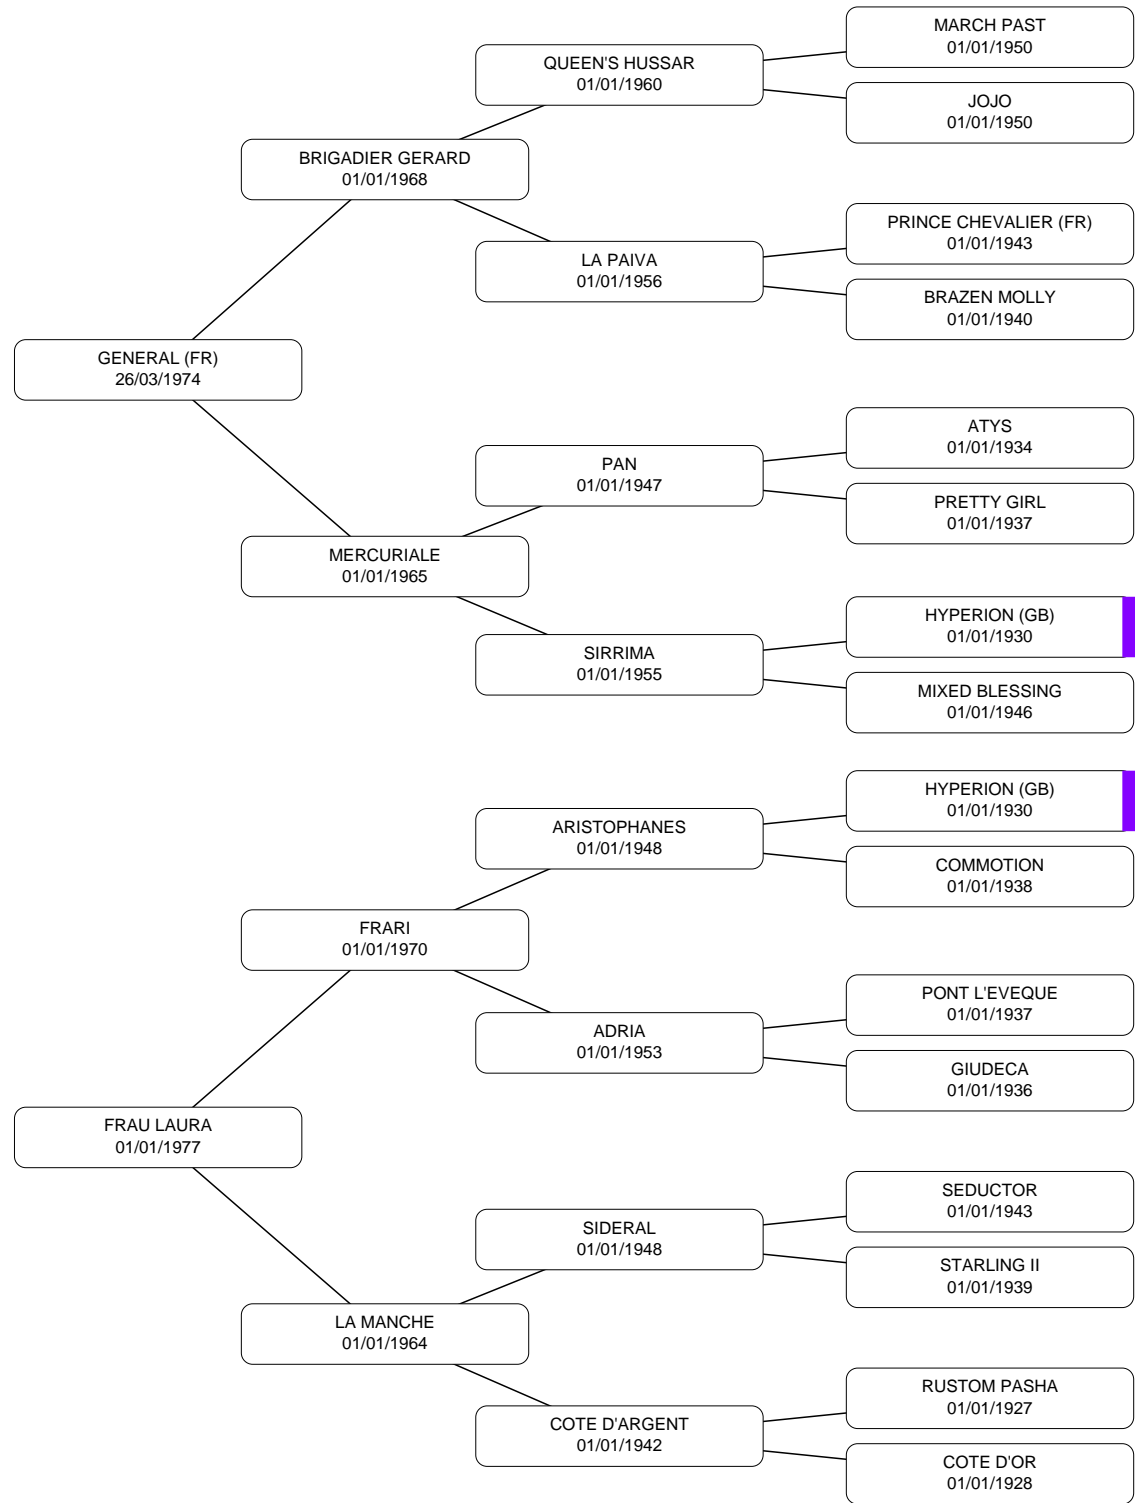 MARCH PAST
01/01/1950
QUEEN'S HUSSAR
01/01/1960
JOJO
01/01/1950
BRIGADIER GERARD
01/01/1968
PRINCE CHEVALIER (FR)
01/01/1943
LA PAIVA
01/01/1956
BRAZEN MOLLY
01/01/1940
GENERAL (FR)
26/03/1974
ATYS
01/01/1934
PAN
01/01/1947
PRETTY GIRL
01/01/1937
MERCURIALE
01/01/1965
HYPERION (GB)
01/01/1930
SIRRIMA
01/01/1955
MIXED BLESSING
01/01/1946
HYPERION (GB)
01/01/1930
ARISTOPHANES
01/01/1948
COMMOTION
01/01/1938
FRARI
01/01/1970
PONT L'EVEQUE
01/01/1937
ADRIA
01/01/1953
GIUDECA
01/01/1936
FRAU LAURA
01/01/1977
SEDUCTOR
01/01/1943
SIDERAL
01/01/1948
STARLING II
01/01/1939
LA MANCHE
01/01/1964
RUSTOM PASHA
01/01/1927
COTE D'ARGENT
01/01/1942
COTE D'OR
01/01/1928